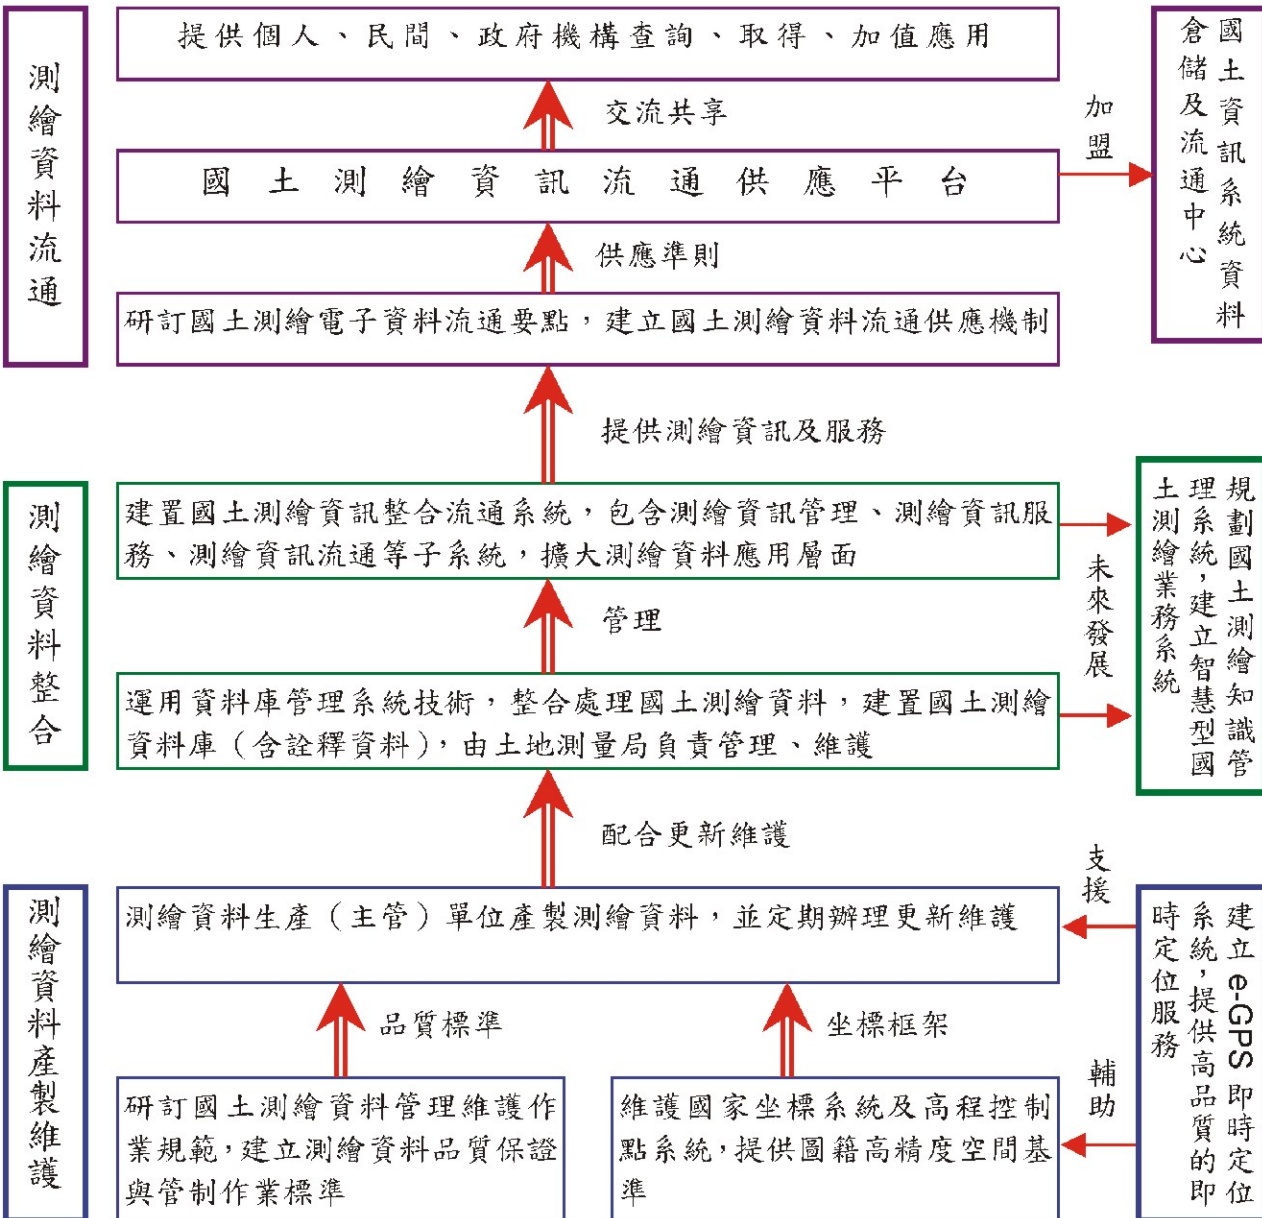 測繪資料流通
提供個人、民間、政府機構查詢、取得、加值應用
交流共享
國土測繪資訊流通供應平台
加盟
國土資訊系統資料
倉儲及流通中心
供應準則
研訂國土測繪電子資料流通要點，建立國土測繪資料流通供應機制
提供測繪資訊及服務
測繪資料整合
建置國土測繪資訊整合流通系統，包含測繪資訊管理、測繪資訊服
務、測繪資訊流通等子系統，擴大測繪資料應用層面
管理
運用資料庫管理系統技術，整合處理國土測繪資料，建置國土測繪
資料庫（含詮釋資料），由土地測量局負責管理、維護
未來發展
規劃國土測繪知識管
理系統，建立智慧型國
土測繪業務系統
配合更新維護
測繪資料產製維護
測繪資料生產（主管）單位產製測繪資料，並定期辦理更新維護
支援
建立 e-GPS 即時定位
系統，提供高品質的即
時定位服務
品質標準
坐標框架
輔助
研訂國土測繪資料管理維護作
業規範，建立測繪資料品質保證
與管制作業標準
維護國家坐標系統及高程控制
點系統，提供圖籍高精度空間基
準